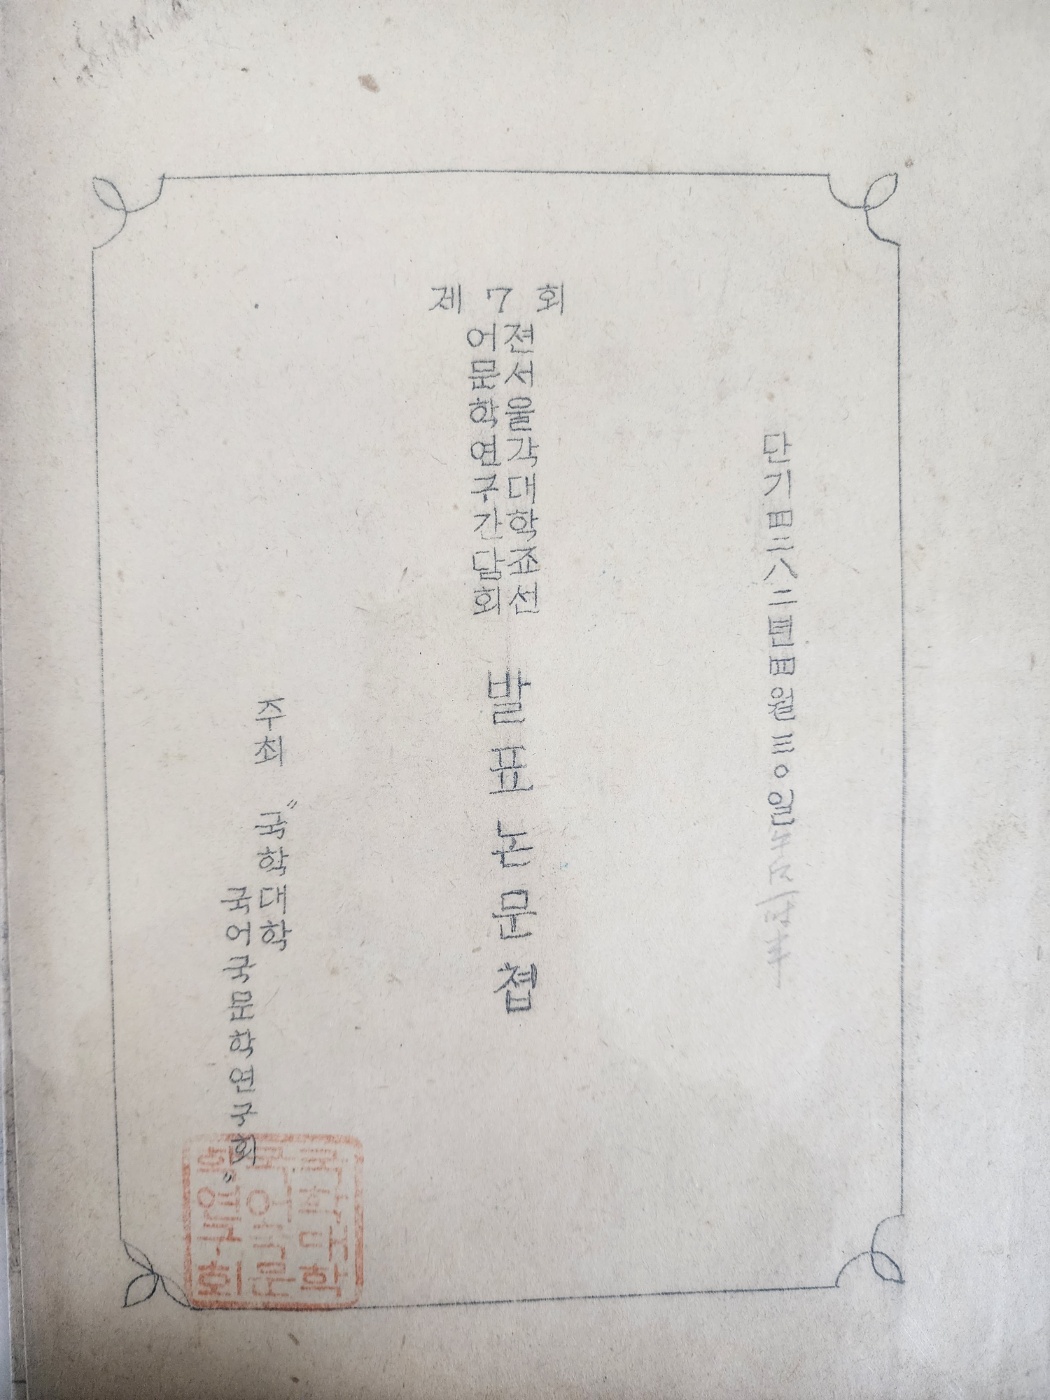 단기四二八二년四월三〇일
제 7 회
젼서울각대학죠선
어문학연구간담회
발표논문첩
주최 "국학대학
국어국문학연구회"
국학대학
국어국문
학연구회